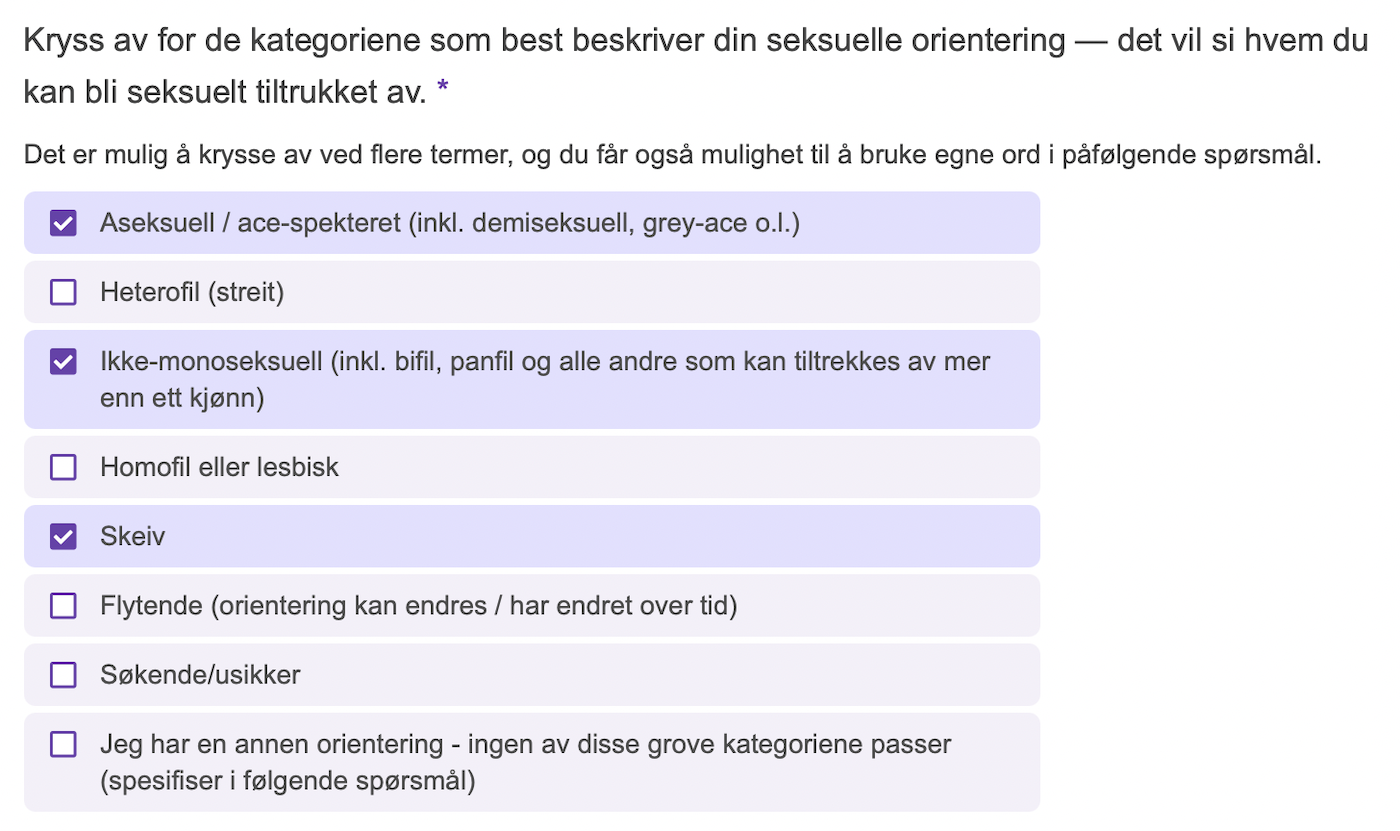 Kryss av for de kategoriene som best beskriver din seksuelle orientering — det vil si hvem du
kan bli seksuelt tiltrukket av. *
Det er mulig å krysse av ved flere termer, og du får også mulighet til å bruke egne ord i påfølgende spørsmål.
Aseksuell / ace-spekteret (inkl. demiseksuell, grey-ace o.l.)
Heterofil (streit)
Ikke-monoseksuell (inkl. bifil, panfil og alle andre som kan tiltrekkes av mer
enn ett kjønn)
Homofil eller lesbisk
Skeiv
Flytende (orientering kan endres / har endret over tid)
Søkende/usikker
Jeg har en annen orientering - ingen av disse grove kategoriene passer
(spesifiser i følgende spørsmål)